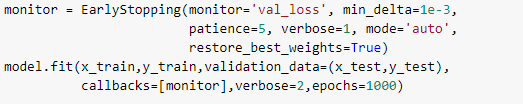 monitor = EarlyStopping(monitor='val_loss', min_delta=1e-3,
                        patience=5, verbose=1, mode='auto',
                        restore_best_weights=True)
model.fit(x_train,y_train,validation_data=(x_test,y_test),
          callbacks=[monitor],verbose=2,epochs=1000)